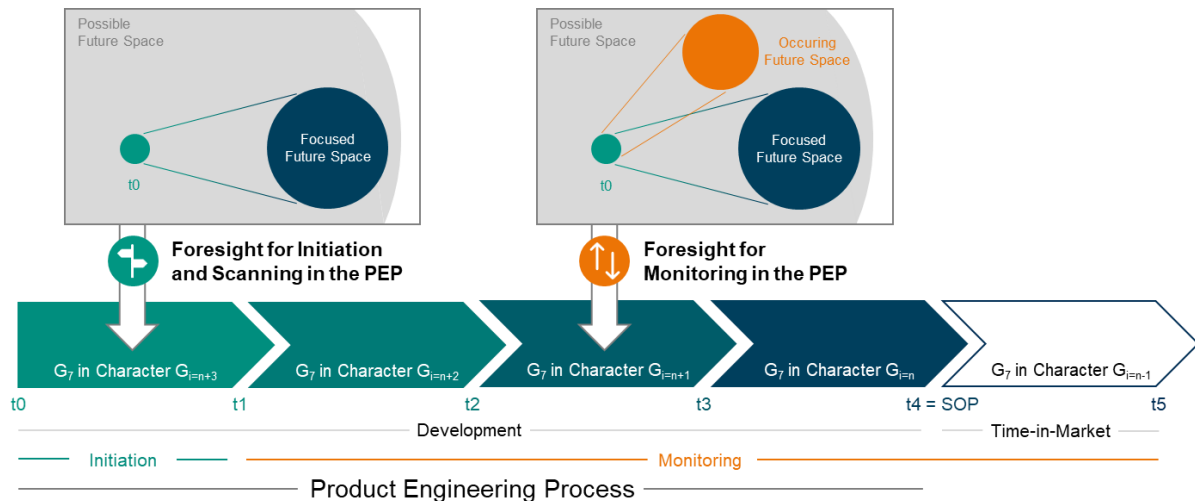 Possible
Future Space
Focused
Future Space
t0
Possible
Future Space
Occuring
Future Space
Focused
Future Space
t0
Foresight for Initiation
and Scanning in the PEP
Foresight for
Monitoring in the PEP
G7 in Character Gi=n+3
G7 in Character Gi=n+2
G7 in Character Gi=n+1
G7 in Character Gi=n
G7 in Character Gi=n-1
t0
t1
t2
t3
t4 = SOP
t5
Development
Time-in-Market
Initiation
Monitoring
Product Engineering Process